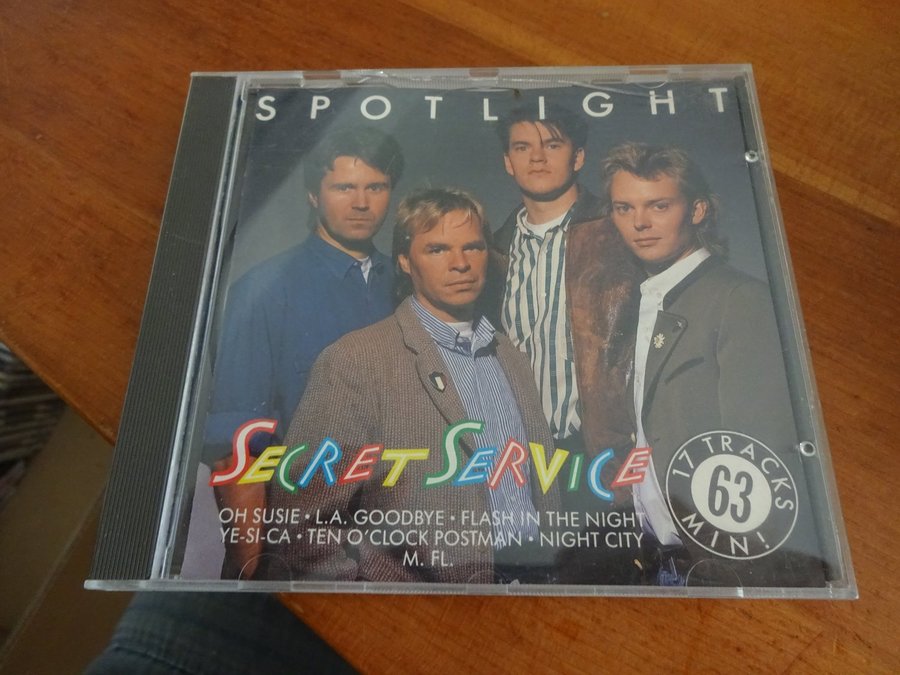 SPOTLIGHT
SECRET SERVICE
OH SUSIE • L.A. GOODBYE • FLASH IN THE NIGHT
YE-SI-CA • TEN O'CLOCK POSTMAN • NIGHT CITY
M. FL.
17 TRACKS
63
MIN!